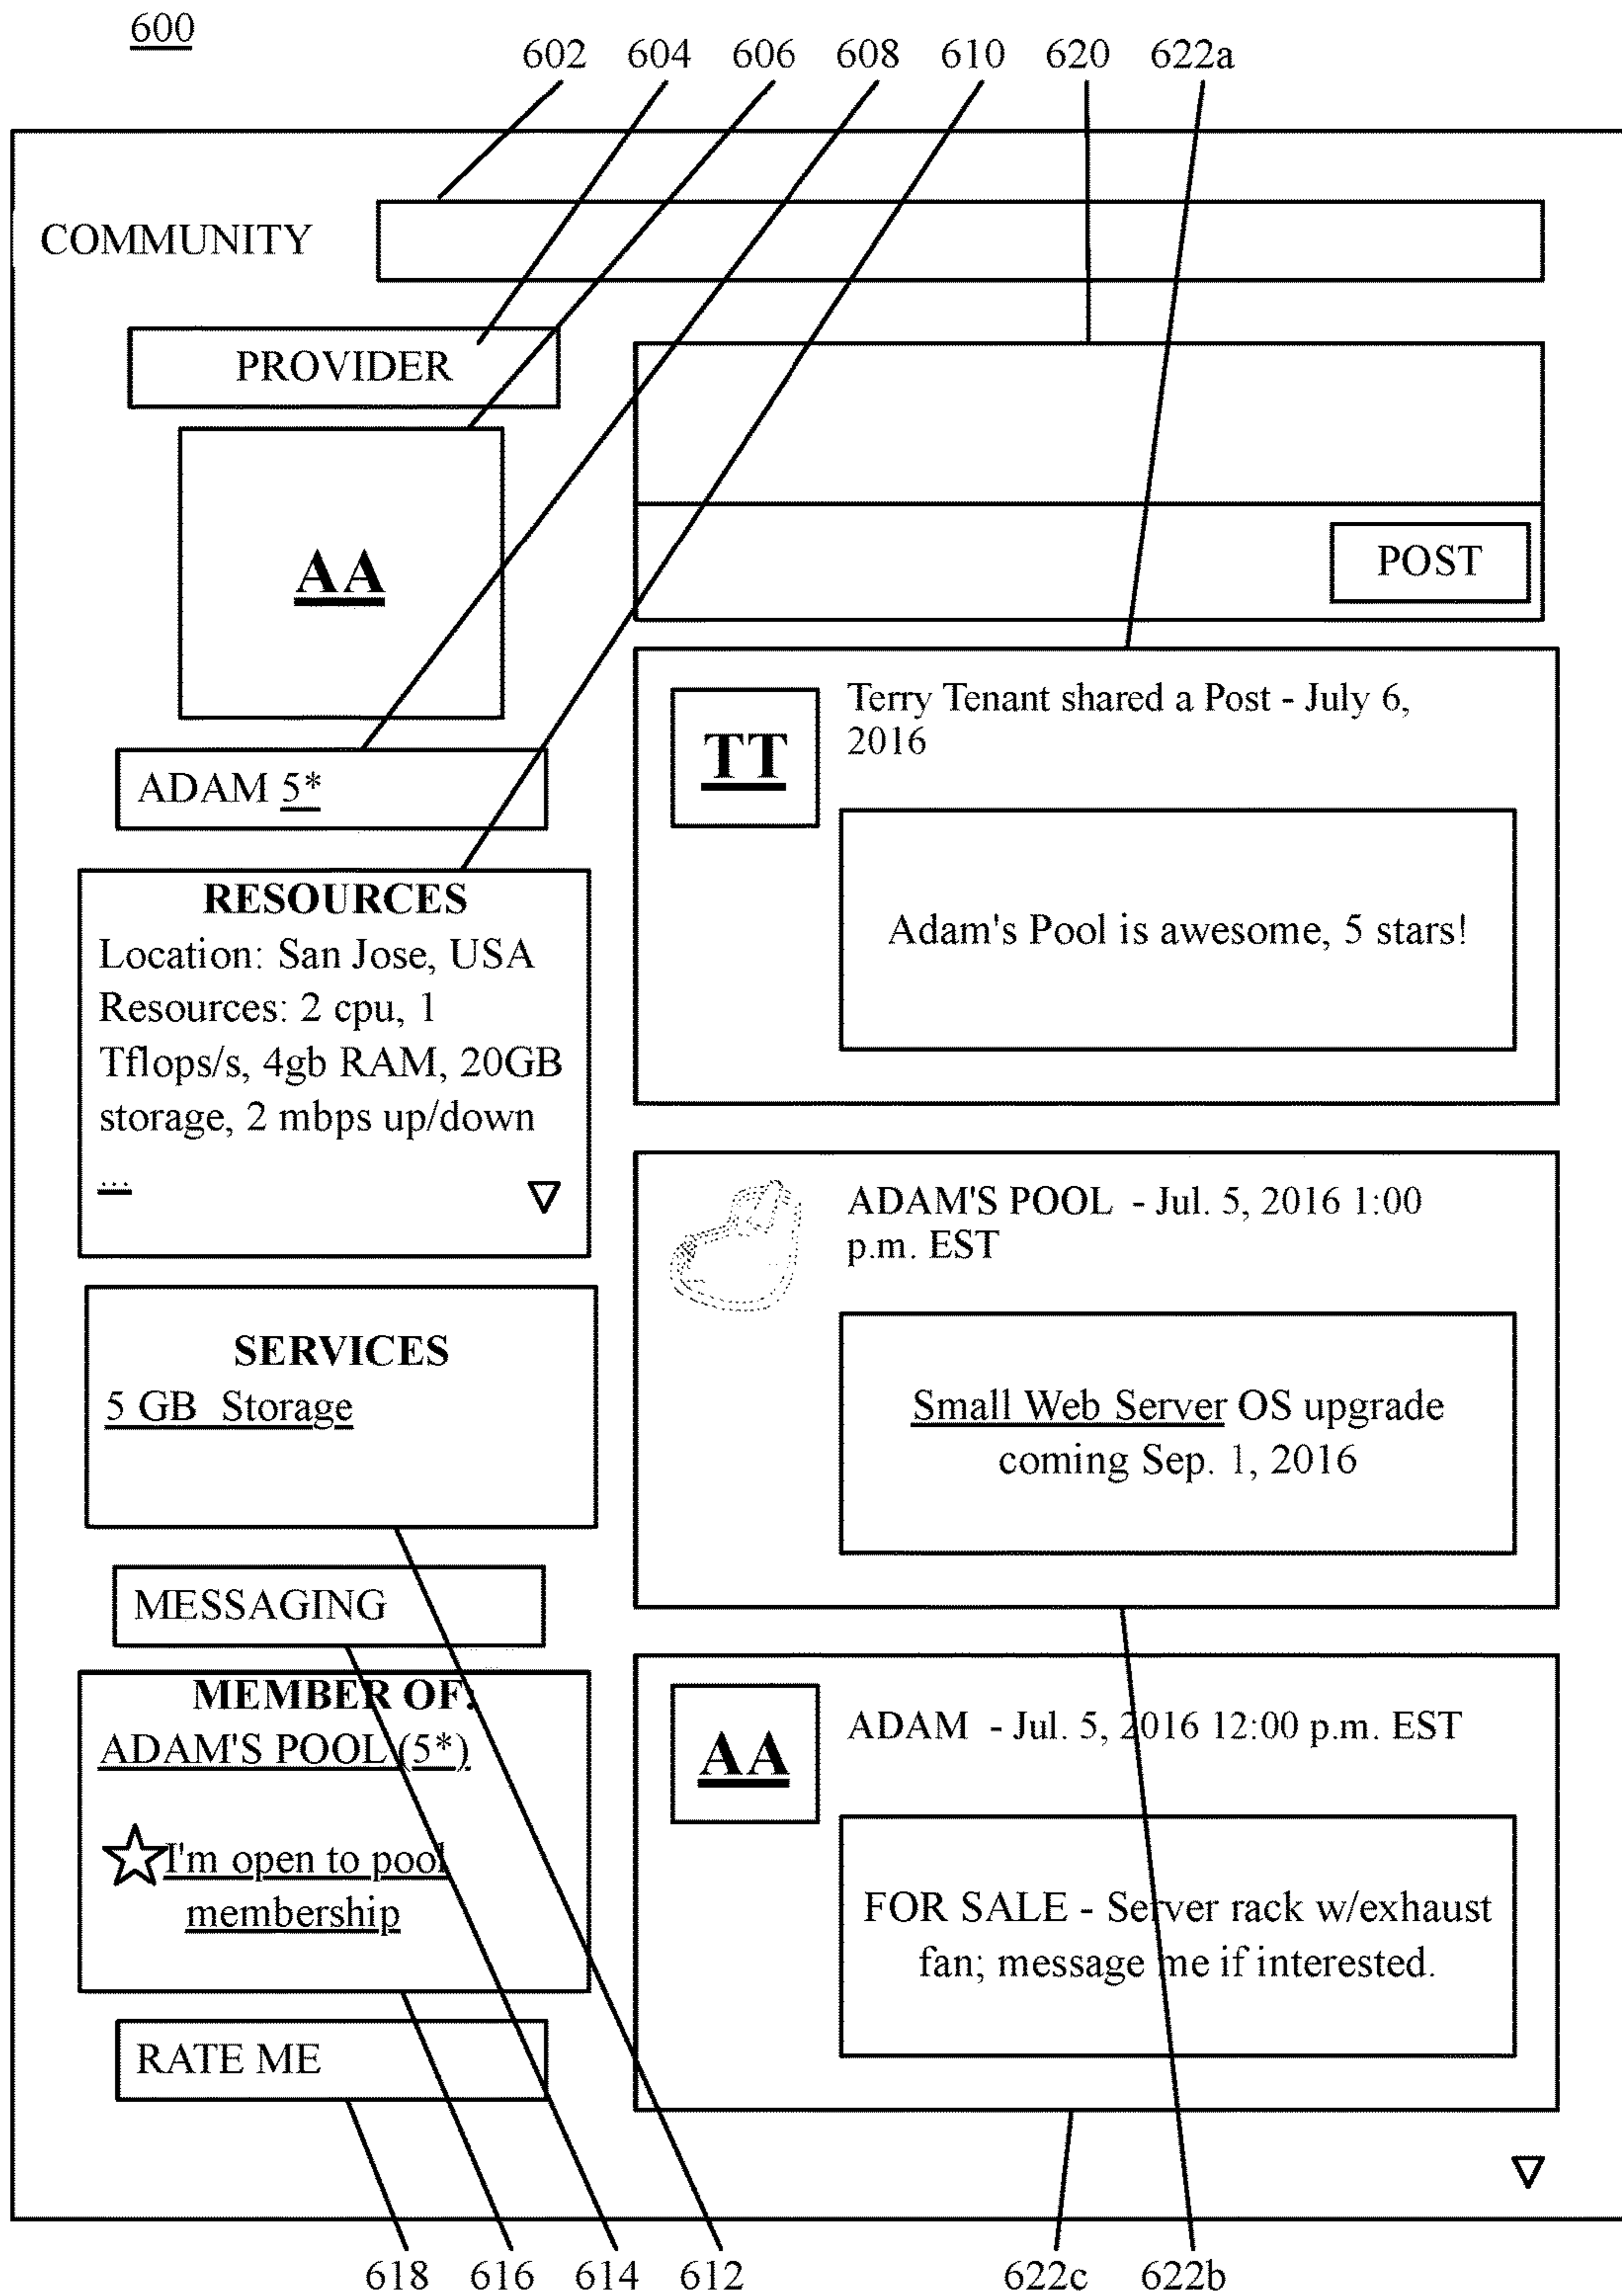 600
602 604 606 608 610 620 622a
COMMUNITY
PROVIDER
AA
ADAM 5*
RESOURCES
Location: San Jose, USA
Resources: 2 cpu, 1
Tflops/s, 4gb RAM, 20GB
storage, 2 mbps up/down
...
SERVICES
5 GB Storage
MESSAGING
MEMBER OF:
ADAM'S POOL (5*)
I'm open to pool
membership
RATE ME
POST
TT
Terry Tenant shared a Post - July 6,
2016
Adam's Pool is awesome, 5 stars!
ADAM'S POOL - Jul. 5, 2016 1:00
p.m. EST
Small Web Server OS upgrade
coming Sep. 1, 2016
AA
ADAM - Jul. 5, 2016 12:00 p.m. EST
FOR SALE - Server rack w/exhaust
fan; message me if interested.
618 616 614 612 622c 622b